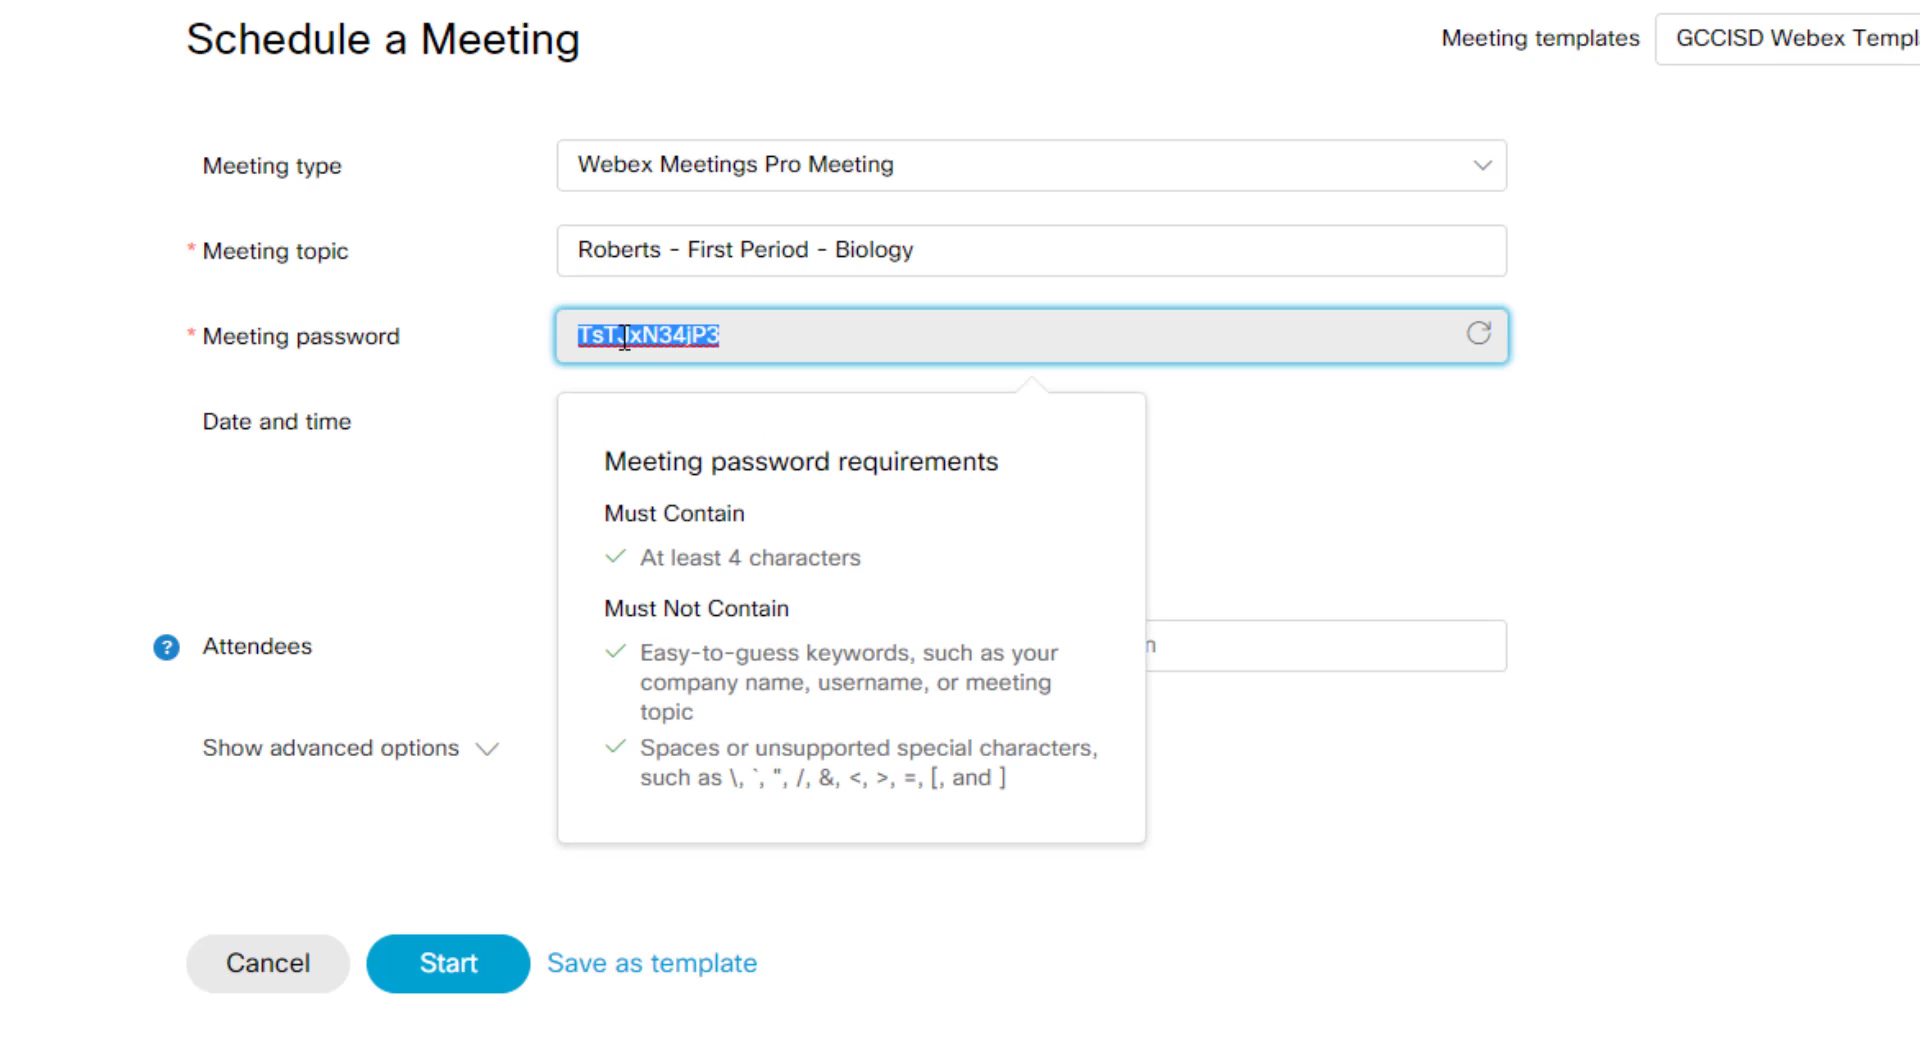 Schedule a Meeting
Meeting templates
GCCISD Webex Templ
Meeting type
Webex Meetings Pro Meeting
* Meeting topic
Roberts - First Period - Biology
* Meeting password
TsTJxN34jP3
Date and time
Meeting password requirements
Must Contain
At least 4 characters
Must Not Contain
Easy-to-guess keywords, such as your
company name, username, or meeting
topic
Spaces or unsupported special characters,
such as \, `, ", /, &, <, >, =, [, and ]
? Attendees
n
Show advanced options
Cancel
Start
Save as template